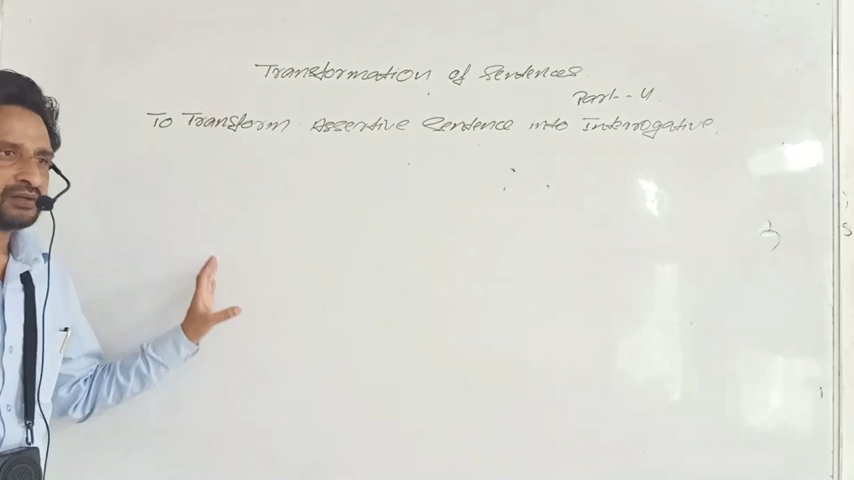 Transformation of Sentences
Part-4
To Transform Assertive Sentence into Interrogative.